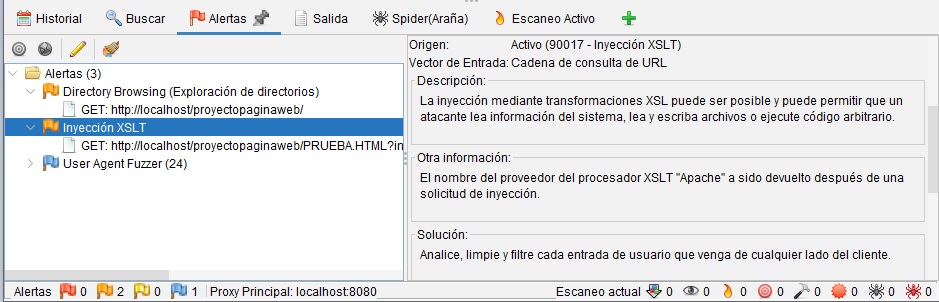 Historial Buscar Alertas Salida Spider(Araña) Escaneo Activo
Alertas (3)
Directory Browsing (Exploración de directorios)
GET: http://localhost/proyectopaginaweb/
Inyección XSLT
GET: http://localhost/proyectopaginaweb/PRUEBA.HTML?in
User Agent Fuzzer (24)
Origen: Activo (90017 - Inyección XSLT)
Vector de Entrada: Cadena de consulta de URL
Descripción:
La inyección mediante transformaciones XSL puede ser posible y puede permitir que un
atacante lea información del sistema, lea y escriba archivos o ejecute código arbitrario.
Otra información:
El nombre del proveedor del procesador XSLT "Apache" a sido devuelto después de una
solicitud de inyección.
Solución:
Analice, limpie y filtre cada entrada de usuario que venga de cualquier lado del cliente.
Alertas 0 2 0 1 Proxy Principal: localhost:8080 Escaneo actual 0 0 0 0 0 0 0 0